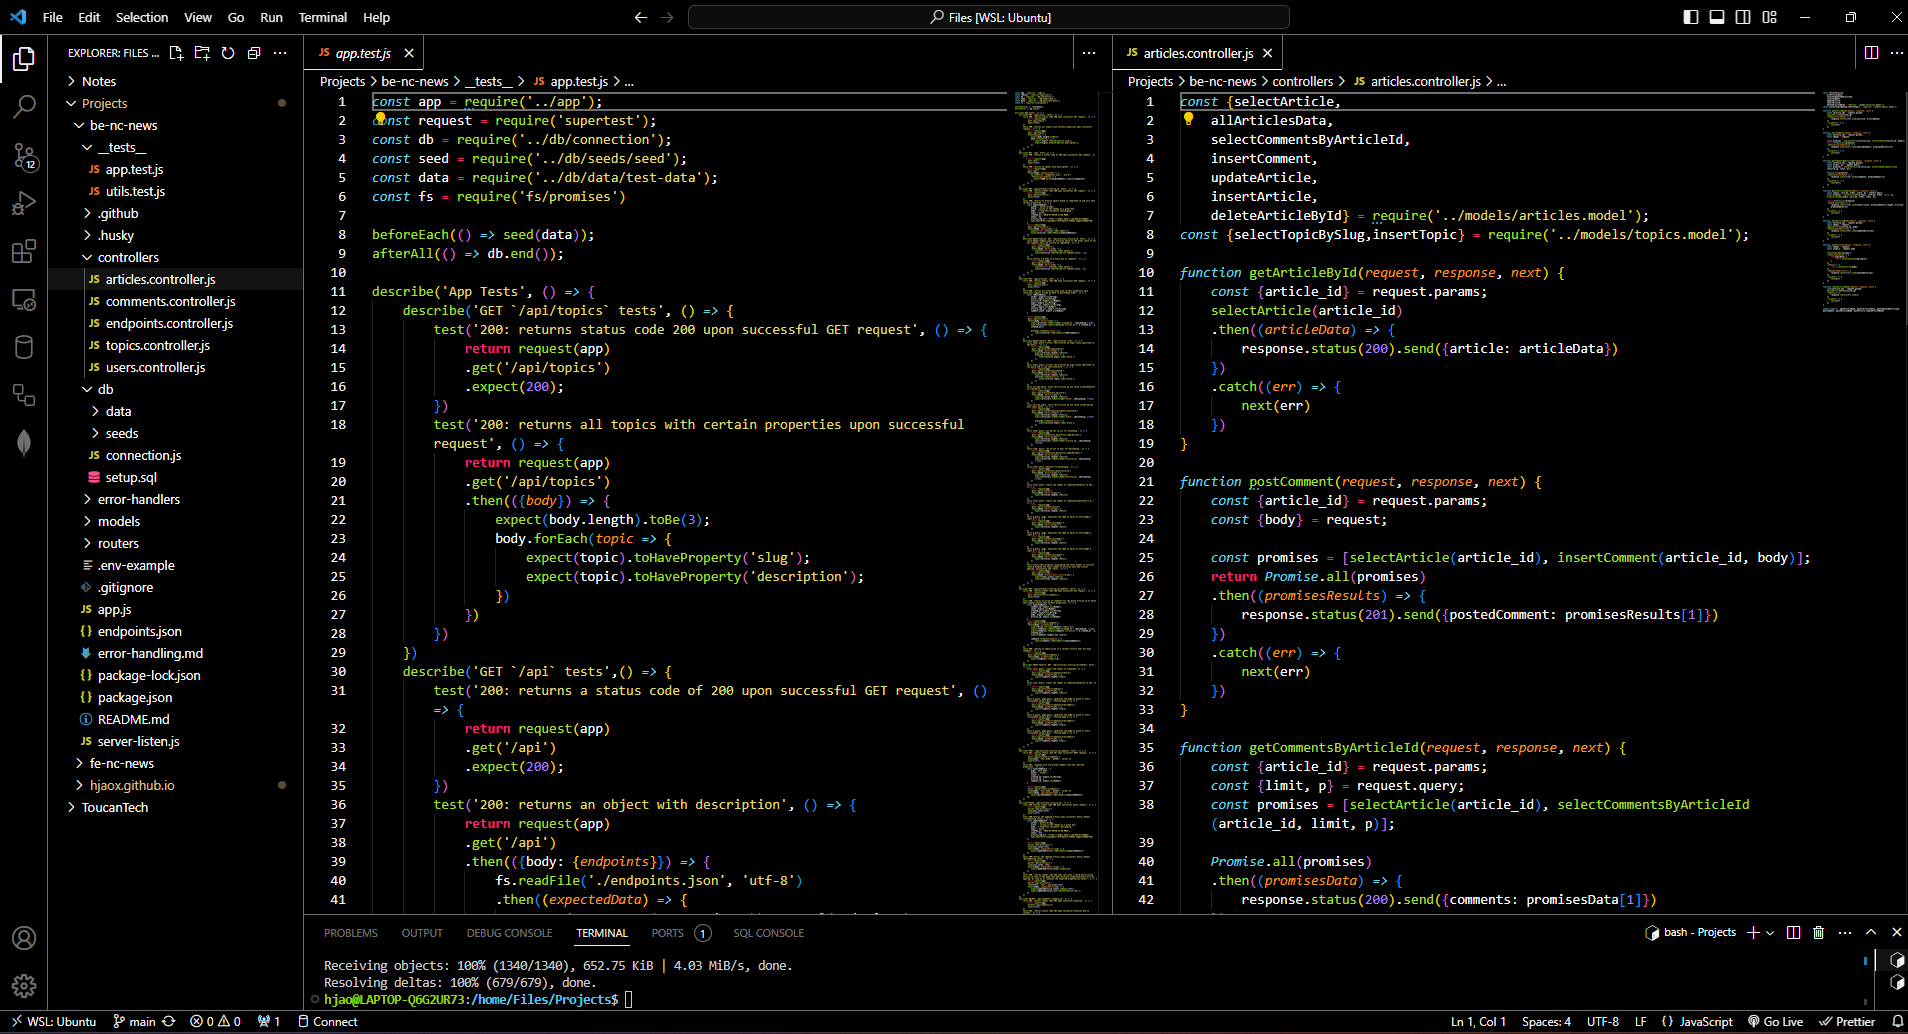 File Edit Selection View Go Run Terminal Help
Files [WSL: Ubuntu]
EXPLORER: FILES ...
Notes
Projects
be-nc-news
__tests__
app.test.js
utils.test.js
.github
.husky
controllers
articles.controller.js
comments.controller.js
endpoints.controller.js
topics.controller.js
users.controller.js
db
data
seeds
connection.js
setup.sql
error-handlers
models
routers
.env-example
.gitignore
app.js
endpoints.json
error-handling.md
package-lock.json
package.json
README.md
server-listen.js
fe-nc-news
hjaox.github.io
ToucanTech
12
JS app.test.js
Projects > be-nc-news > __tests__ > JS app.test.js > ...
1 const app = require('../app');
2 const request = require('supertest');
3 const db = require('../db/connection');
4 const seed = require('../db/seeds/seed');
5 const data = require('../db/data/test-data');
6 const fs = require('fs/promises')
7
8 beforeEach(() => seed(data));
9 afterAll(() => db.end());
10
11 describe('App Tests', () => {
12 describe('GET `/api/topics` tests', () => {
13 test('200: returns status code 200 upon successful GET request', () => {
14 return request(app)
15 .get('/api/topics')
16 .expect(200);
17 })
18 test('200: returns all topics with certain properties upon successful
request', () => {
19 return request(app)
20 .get('/api/topics')
21 .then(({body}) => {
22 expect(body.length).toBe(3);
23 body.forEach(topic => {
24 expect(topic).toHaveProperty('slug');
25 expect(topic).toHaveProperty('description');
26 })
27 })
28 })
29 })
30 describe('GET `/api` tests',() => {
31 test('200: returns a status code of 200 upon successful GET request', ()
=> {
32 return request(app)
33 .get('/api')
34 .expect(200);
35 })
36 test('200: returns an object with description', () => {
37 return request(app)
38 .get('/api')
39 .then(({body: {endpoints}}) => {
40 fs.readFile('./endpoints.json', 'utf-8')
41 .then((expectedData) => {
JS articles.controller.js
Projects > be-nc-news > controllers > JS articles.controller.js > ...
1 const {selectArticle,
2 allArticlesData,
3 selectCommentsByArticleId,
4 insertComment,
5 updateArticle,
6 insertArticle,
7 deleteArticleById} = require('../models/articles.model');
8 const {selectTopicBySlug,insertTopic} = require('../models/topics.model');
9
10 function getArticleById(request, response, next) {
11 const {article_id} = request.params;
12 selectArticle(article_id)
13 .then((articleData) => {
14 response.status(200).send({article: articleData})
15 })
16 .catch((err) => {
17 next(err)
18 })
19 }
20
21 function postComment(request, response, next) {
22 const {article_id} = request.params;
23 const {body} = request;
24
25 const promises = [selectArticle(article_id), insertComment(article_id, body)];
26 return Promise.all(promises)
27 .then((promisesResults) => {
28 response.status(201).send({postedComment: promisesResults[1]})
29 })
30 .catch((err) => {
31 next(err)
32 })
33 }
34
35 function getCommentsByArticleId(request, response, next) {
36 const {article_id} = request.params;
37 const {limit, p} = request.query;
38 const promises = [selectArticle(article_id), selectCommentsByArticleId
(article_id, limit, p)];
39
40 Promise.all(promises)
41 .then((promisesData) => {
42 response.status(200).send({comments: promisesData[1]})
PROBLEMS OUTPUT DEBUG CONSOLE TERMINAL PORTS 1 SQL CONSOLE
bash - Projects
Receiving objects: 100% (1340/1340), 652.75 KiB | 4.03 MiB/s, done.
Resolving deltas: 100% (679/679), done.
hjao@LAPTOP-Q6G2UR73:/home/Files/Projects$
WSL: Ubuntu main 0 0 1 Connect
Ln 1, Col 1 Spaces: 4 UTF-8 LF {} JavaScript Go Live Prettier